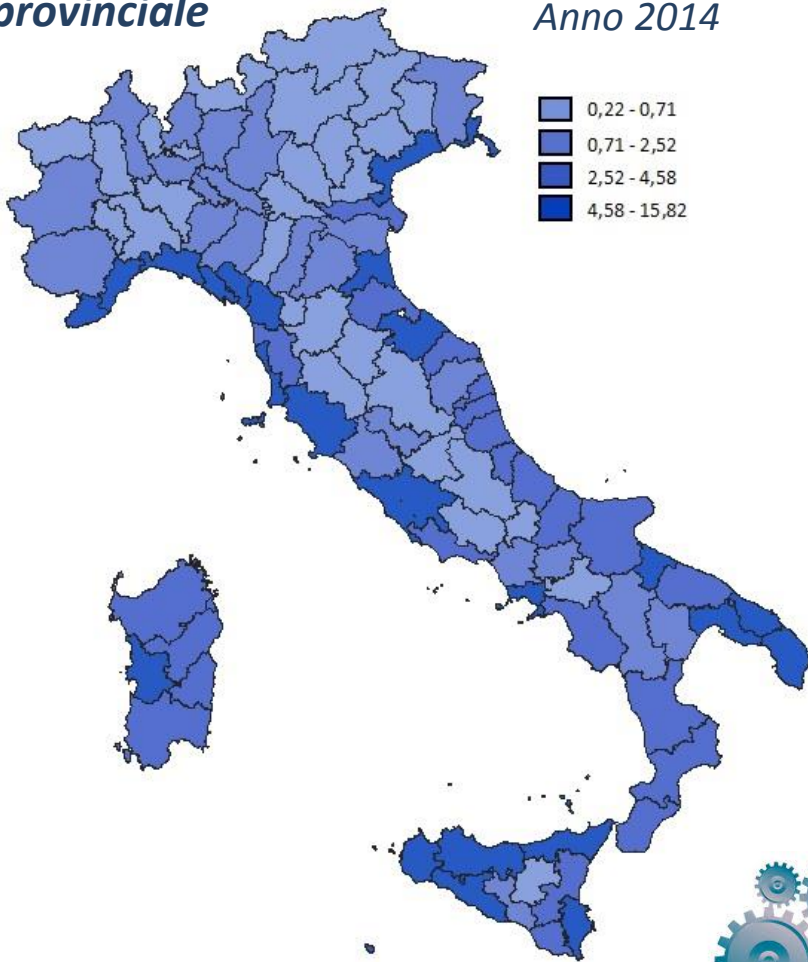 provinciale
Anno 2014
0,22 - 0,71
0,71 - 2,52
2,52 - 4,58
4,58 - 15,82